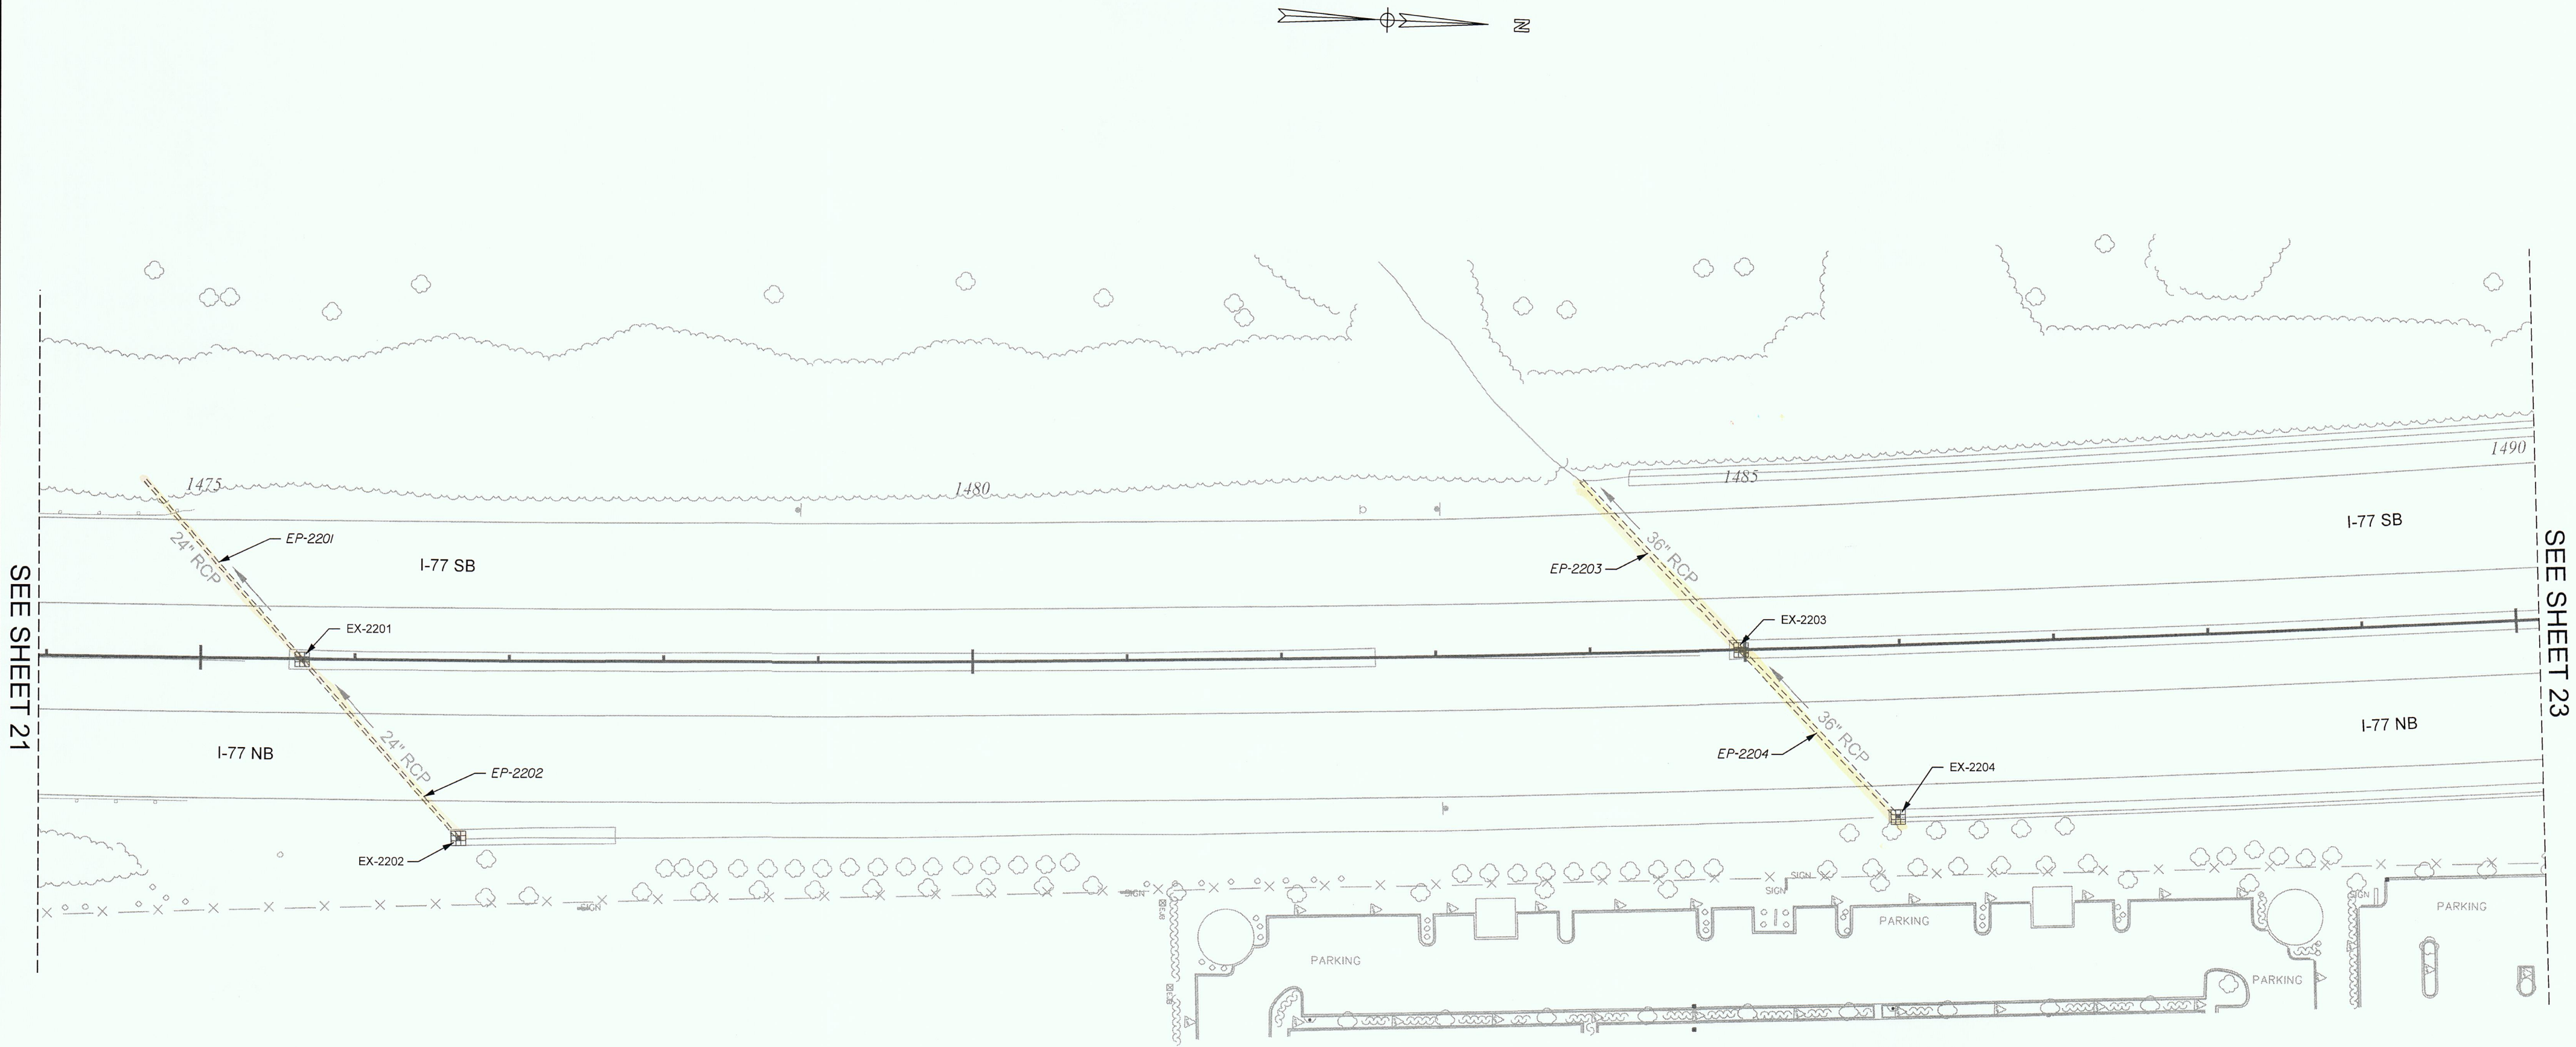 N
1475
1480
1485
1490
EP-2201
24" RCP
I-77 SB
EX-2201
36" RCP
EP-2203
EX-2203
I-77 SB
SEE SHEET 21
SEE SHEET 23
I-77 NB
24" RCP
EP-2202
EX-2202
36" RCP
EP-2204
EX-2204
I-77 NB
SIGN
SIGN
SIGN
SIGN
SIGN
PARKING
PARKING
PARKING
PARKING